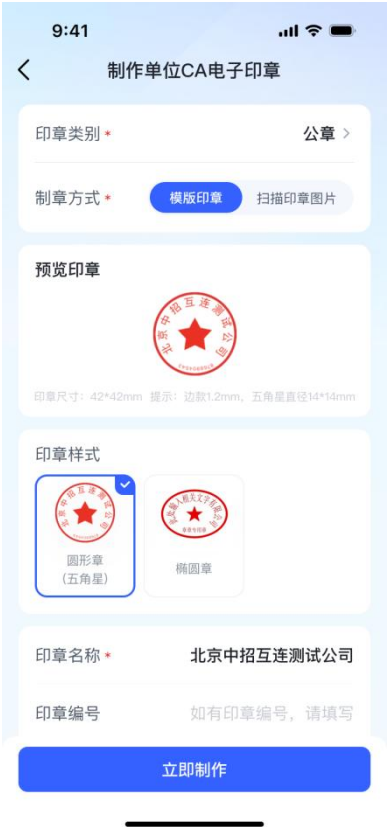 9:41
制作单位CA电子印章
印章类别 *
公章
制章方式 *
模版印章
扫描印章图片
预览印章
北京中招互连测试公司
印章尺寸：42*42mm 提示：边款1.2mm，五角星直径14*14mm
印章样式
北京中招互连测试公司
圆形章
（五角星）
椭圆章
印章名称 *
北京中招互连测试公司
印章编号
如有印章编号，请填写
立即制作